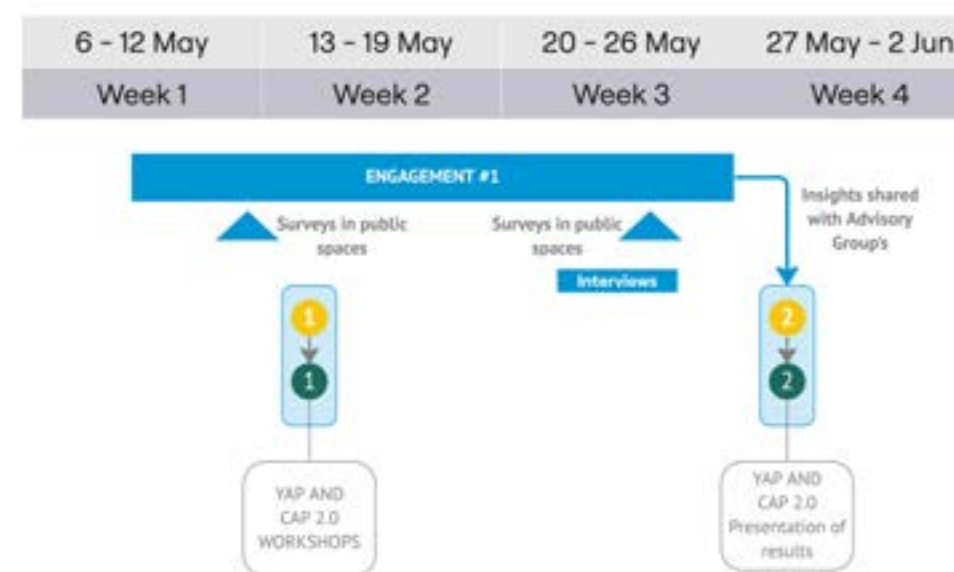 6 - 12 May
13 - 19 May
20 - 26 May
27 May - 2 Jun
Week 1
Week 2
Week 3
Week 4
ENGAGEMENT #1
Surveys in public
spaces
Surveys in public
spaces
Insights shared
with Advisory
Group's
Interviews
1
2
1
2
YAP AND
CAP 2.0
WORKSHOPS
YAP AND
CAP 2.0
Presentation of
results